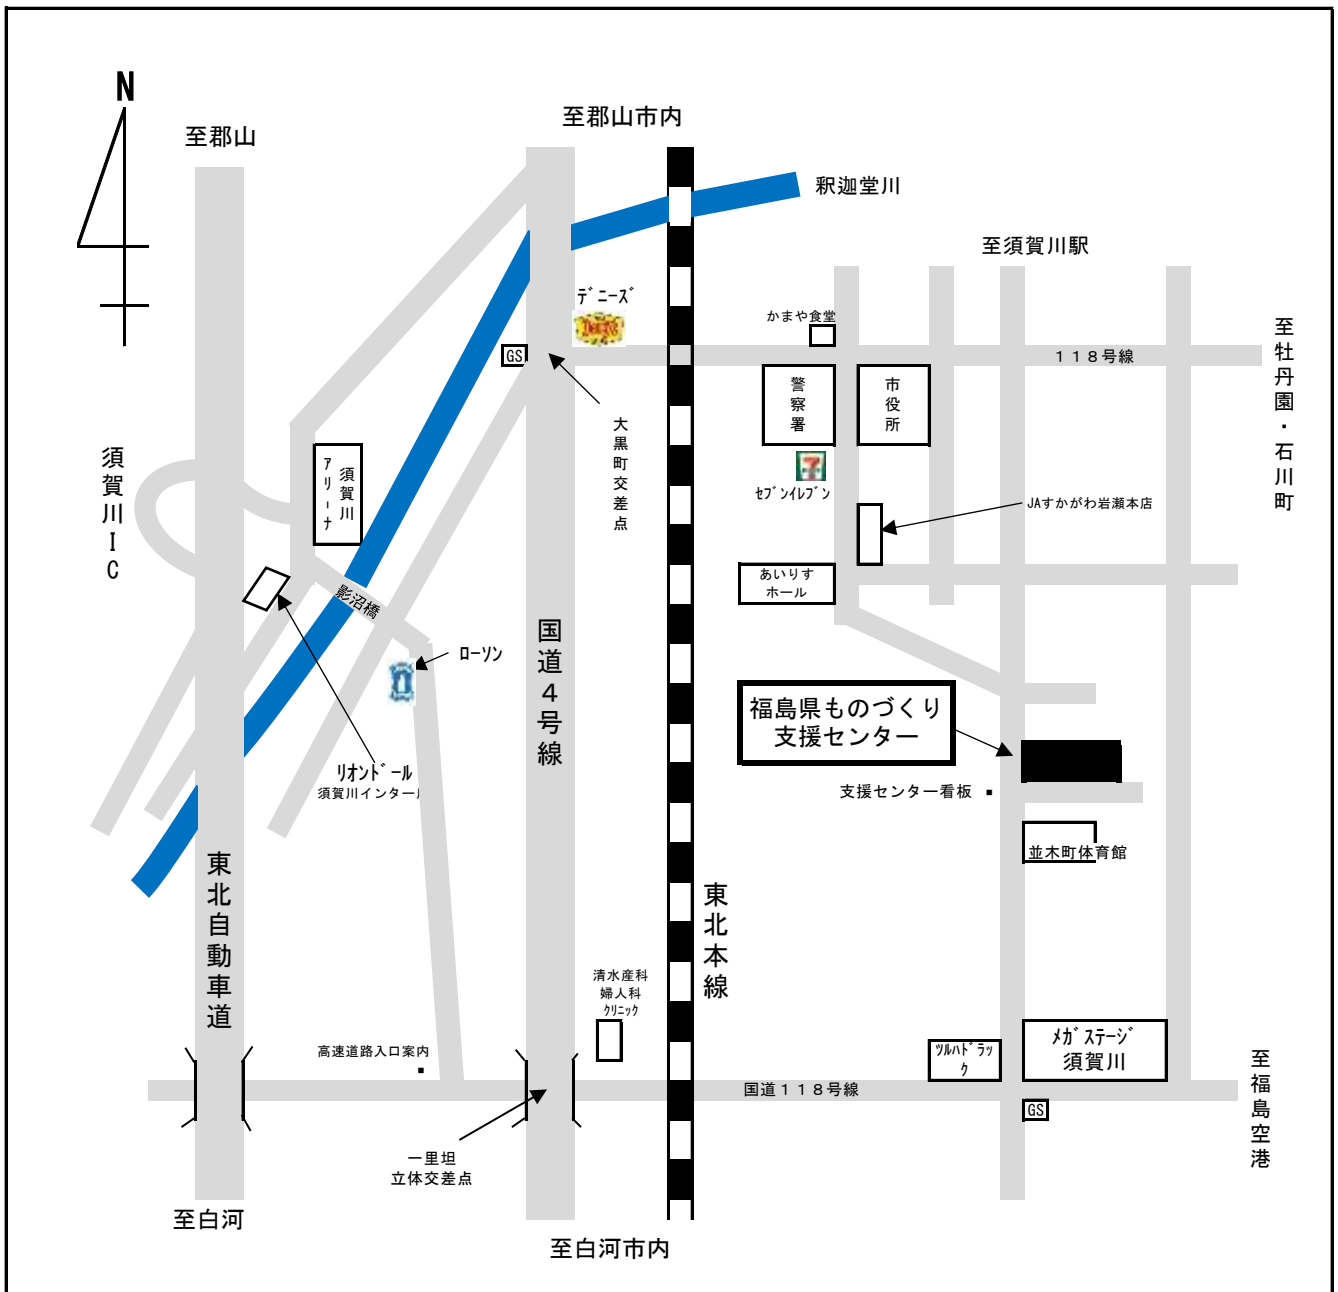 N
至郡山
至郡山市内
釈迦堂川
至須賀川駅
デニーズ
Denny's
かまや食堂
GS
118号線
至牡丹園・石川町
警察署
市役所
大黒町交差点
須賀川IC
須賀川
アリーナ
7
セブンイレブン
JAすかがわ岩瀬本店
あいりす
ホール
影沼橋
ローソン
国道4号線
福島県ものづくり
支援センター
リオンドール
須賀川インター
支援センター看板
並木町体育館
東北自動車道
東北本線
清水産科
婦人科
クリニック
高速道路入口案内
ツルハドラッ
ク
メガステージ
須賀川
国道118号線
GS
至福島空港
一里坦
立体交差点
至白河
至白河市内